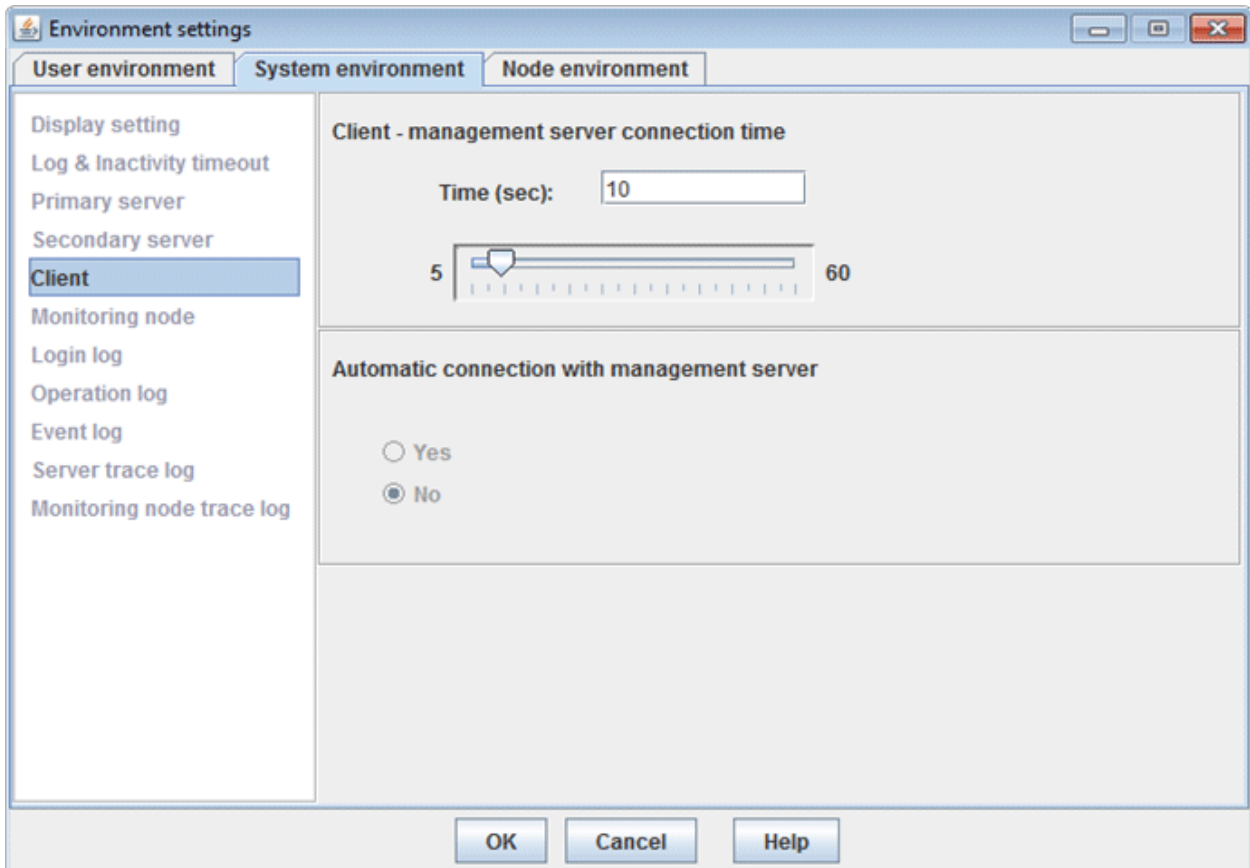 Environment settings
User environment
System environment
Node environment
Display setting
Log & Inactivity timeout
Primary server
Secondary server
Client
Monitoring node
Login log
Operation log
Event log
Server trace log
Monitoring node trace log
Client - management server connection time
Time (sec): 10
5 60
Automatic connection with management server
Yes
No
OK Cancel Help